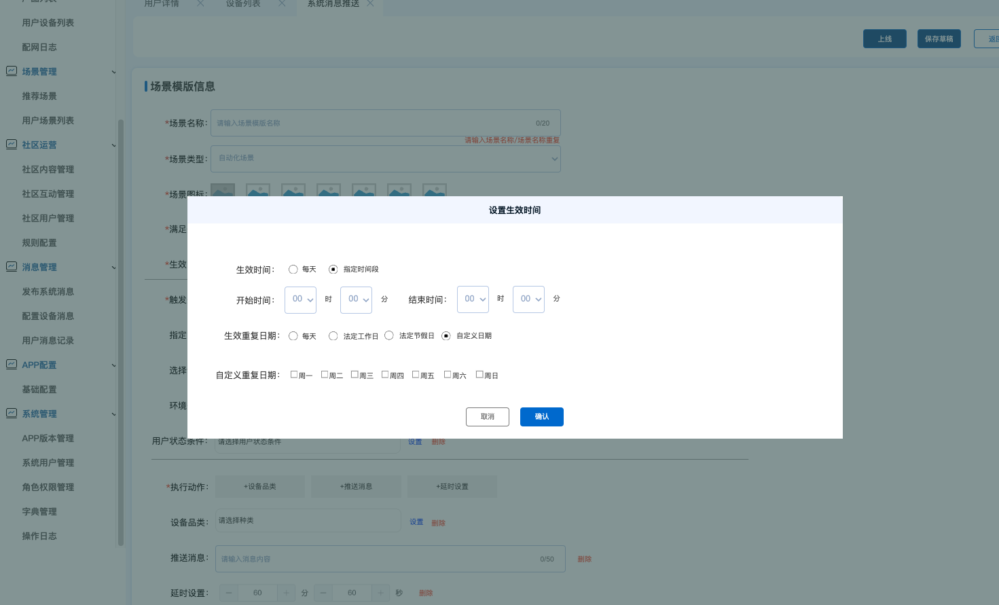 用户详情
设备列表
系统消息推送
用户设备列表
配网日志
场景管理
推荐场景
用户场景列表
社区运营
社区内容管理
社区互动管理
社区用户管理
规则配置
消息管理
发布系统消息
配置设备消息
用户消息记录
APP配置
基础配置
系统管理
APP版本管理
系统用户管理
角色权限管理
字典管理
操作日志
上线
保存草稿
场景模版信息
*场景名称: 请输入场景模版名称 0/20
请输入场景名称/场景名称重复
*场景类型: 自动化场景
*场景图标:
*满足
*生效
*触发
指定
选择
环境
设置生效时间
生效时间: 每天 指定时间段
开始时间: 00 时 00 分 结束时间: 00 时 00 分
生效重复日期: 每天 法定工作日 法定节假日 自定义日期
自定义重复日期: 周一 周二 周三 周四 周五 周六 周日
取消 确认
用户状态条件: 请选择用户状态条件 设置 删除
*执行动作: +设备品类 +推送消息 +延时设置
设备品类: 请选择种类 设置 删除
推送消息: 请输入消息内容 0/50 删除
延时设置: − 60 + 分 − 60 + 秒 删除